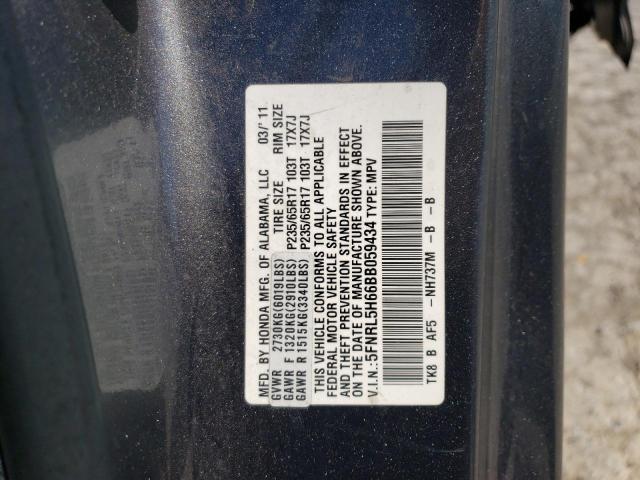 MFD. BY HONDA MFG. OF ALABAMA, LLC 03/'11
TIRE SIZE RIM SIZE
GVWR 2730KG(6019LBS)
GAWR F 1320KG(2910LBS) P235/65R17 103T 17X7J
GAWR R 1515KG(3340LBS) P235/65R17 103T 17X7J
THIS VEHICLE CONFORMS TO ALL APPLICABLE
FEDERAL MOTOR VEHICLE SAFETY
AND THEFT PREVENTION STANDARDS IN EFFECT
ON THE DATE OF MANUFACTURE SHOWN ABOVE.
V.I.N.:5FNRL5H66BB059434 TYPE: MPV
TK8 B AF5 -NH737M -B -B